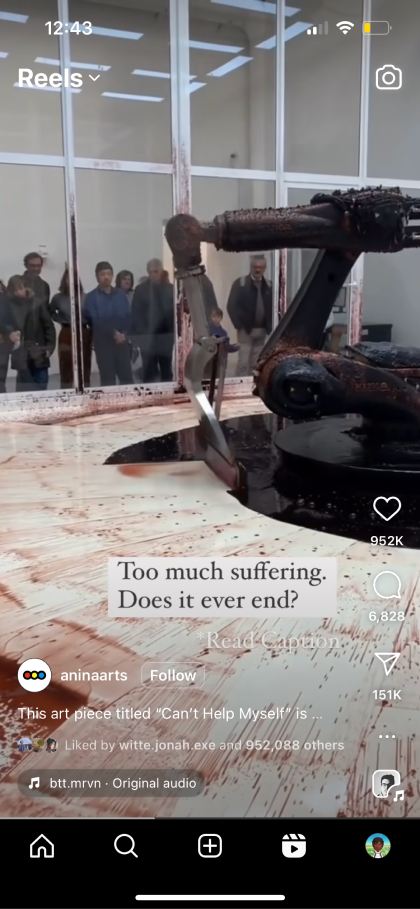 12:43
Reels
952K
Too much suffering.
Does it ever end?
6,828
*Read Caption
aninaarts
Follow
151K
This art piece titled “Can’t Help Myself” is ...
Liked by witte.jonah.exe and 952,088 others
btt.mrvn · Original audio